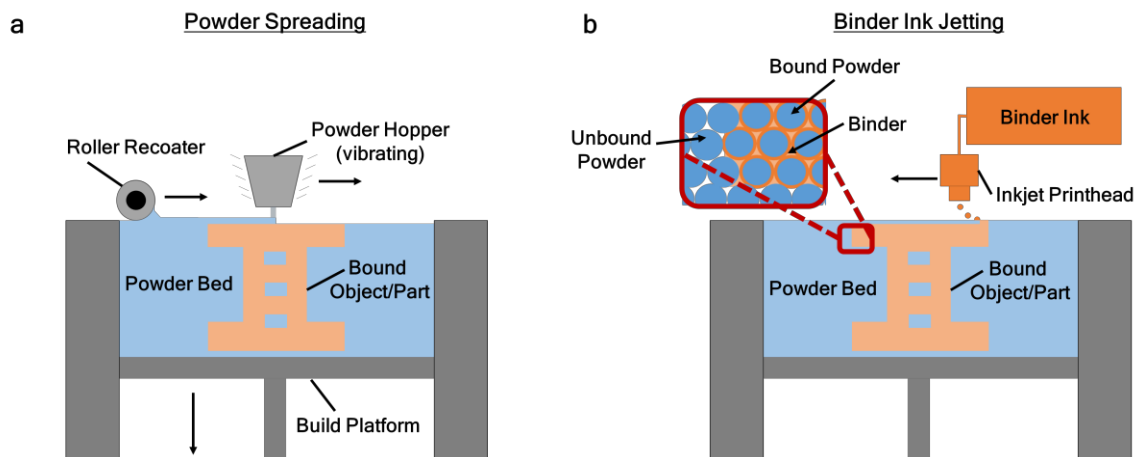 a
Powder Spreading
Roller Recoater
Powder Hopper
(vibrating)
Powder Bed
Bound
Object/Part
Build Platform
b
Binder Ink Jetting
Bound Powder
Unbound
Powder
Binder
Binder Ink
Inkjet Printhead
Powder Bed
Bound
Object/Part